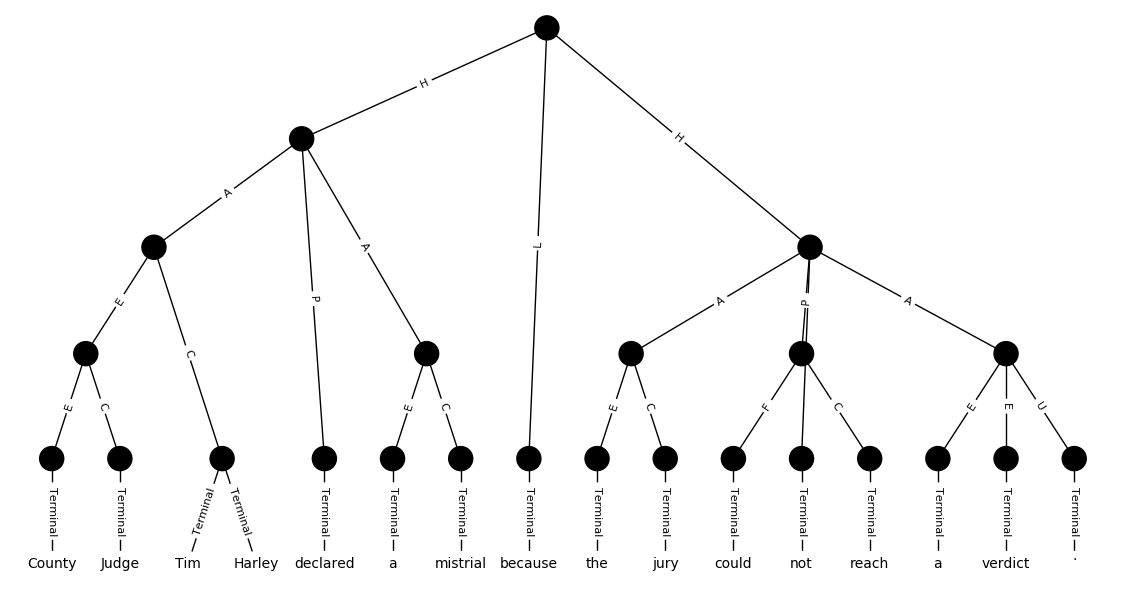 H
H
A
L
A
P
A
E
C
A
P
A
E
C
E
C
E
C
F
C
E
E
U
Terminal Terminal Terminal Terminal Terminal Terminal Terminal Terminal Terminal Terminal Terminal Terminal Terminal Terminal Terminal Terminal
County Judge Tim Harley declared a mistrial because the jury could not reach a verdict .